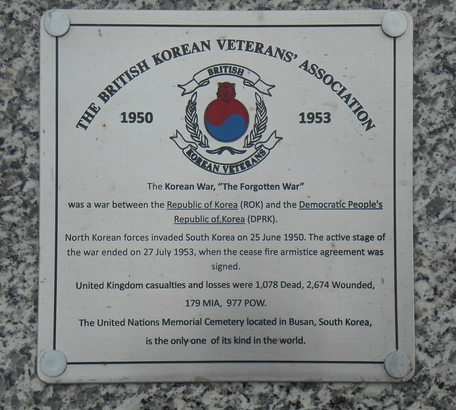 THE BRITISH KOREAN VETERANS' ASSOCIATION
BRITISH
1950 1953
KOREAN VETERANS
The Korean War, "The Forgotten War"
was a war between the Republic of Korea (ROK) and the Democratic People's
Republic of Korea (DPRK).
North Korean forces invaded South Korea on 25 June 1950. The active stage of
the war ended on 27 July 1953, when the cease fire armistice agreement was
signed.
United Kingdom casualties and losses were 1,078 Dead, 2,674 Wounded,
179 MIA, 977 POW.
The United Nations Memorial Cemetery located in Busan, South Korea,
is the only one of its kind in the world.